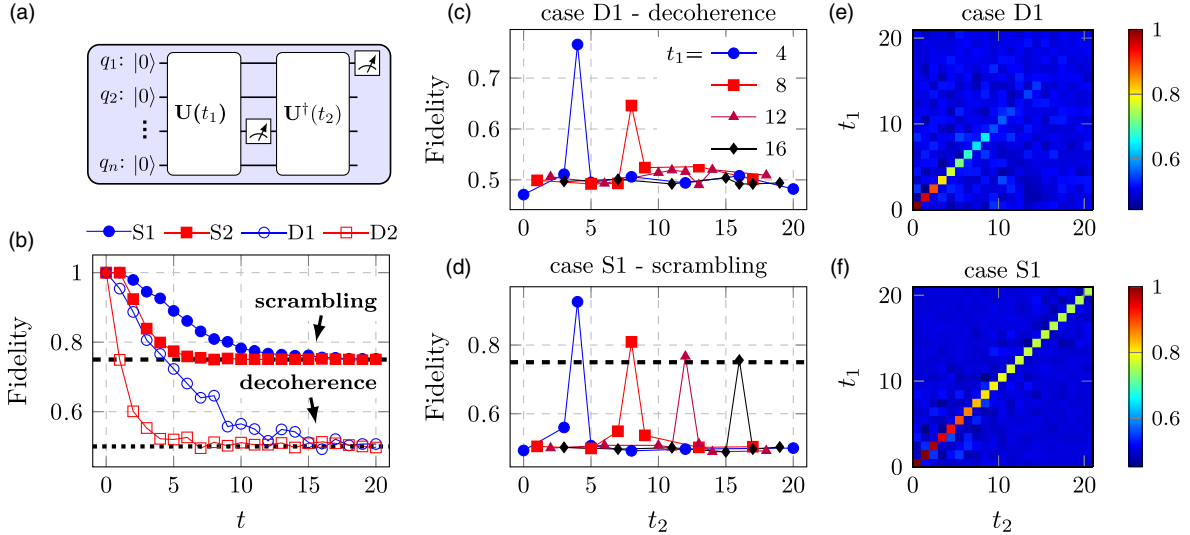 (a)
q1: |0⟩
q2: |0⟩
⋮
qn: |0⟩
U(t1)
U†(t2)
(b)
S1 S2 D1 D2
1
0.8
0.6
Fidelity
scrambling
decoherence
0 5 10 15 20
t
(c)
case D1 - decoherence
t1= 4
8
12
16
0.7
0.6
0.5
Fidelity
0 5 10 15 20
(d)
case S1 - scrambling
0.8
0.6
Fidelity
0 5 10 15 20
t2
(e)
case D1
20
10
0
t1
0 10 20
1
0.8
0.6
(f)
case S1
20
10
0
t1
0 10 20
t2
1
0.8
0.6